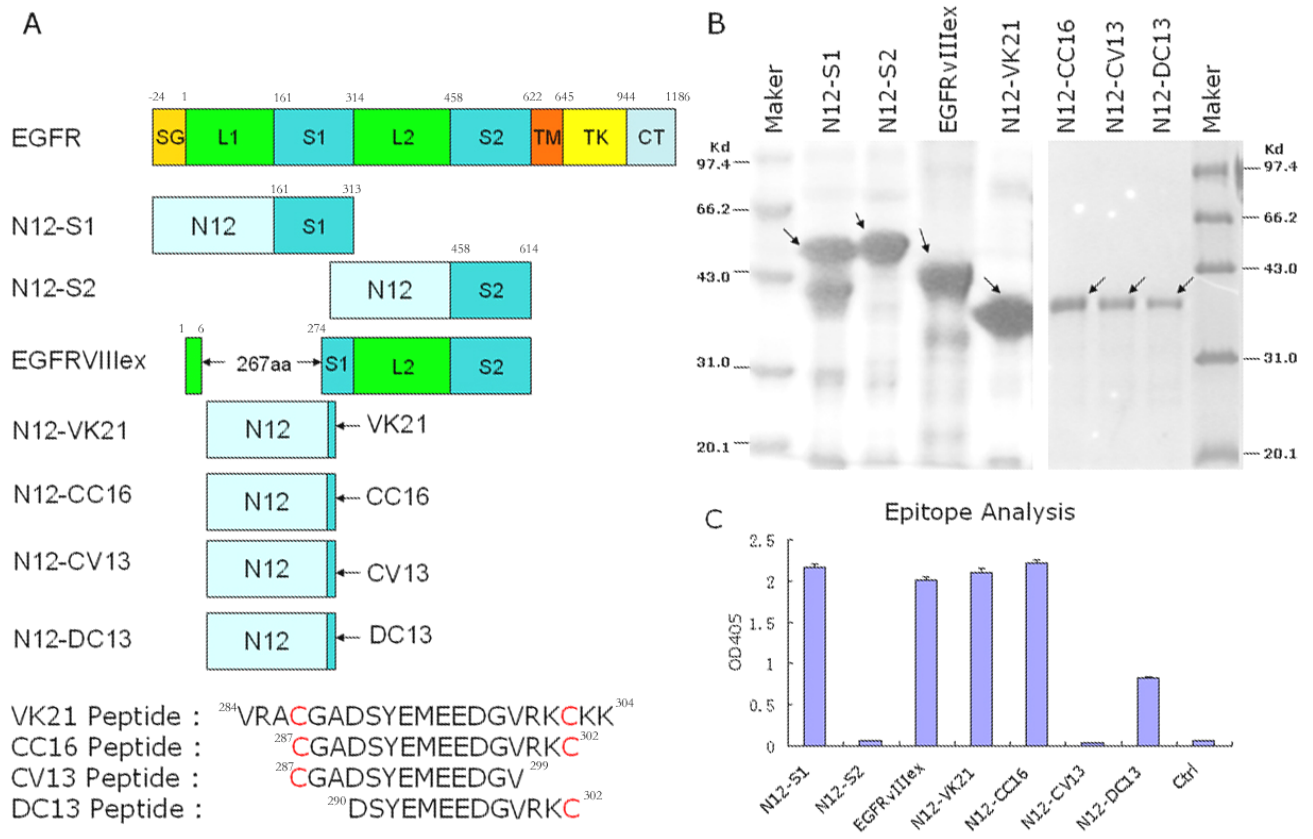 A
-24 1 161 314 458 622 645 944 1186
EGFR SG L1 S1 L2 S2 TM TK CT
161 313
N12-S1 N12 S1
458 614
N12-S2 N12 S2
1 6 274
EGFRVIIIex 267aa S1 L2 S2
N12-VK21 N12 VK21
N12-CC16 N12 CC16
N12-CV13 N12 CV13
N12-DC13 N12 DC13
VK21 Peptide : 284VRACGADSYEMEEDGVRKCKK304
CC16 Peptide : 287CGADSYEMEEDGVRKC302
CV13 Peptide : 287CGADSYEMEEDGV299
DC13 Peptide : 290DSYEMEEDGVRKC302
B
Maker N12-S1 N12-S2 EGFRvIIIex N12-VK21 N12-CC16 N12-CV13 N12-DC13 Maker
Kd
97.4
66.2
43.0
31.0
20.1
Kd
97.4
66.2
43.0
31.0
20.1
C
Epitope Analysis
OD405
2.5
2
1.5
1
0.5
0
N12-S1 N12-S2 EGFRvIIex N12-VK21 N12-CC16 N12-CV13 N12-DC13 Ctrl